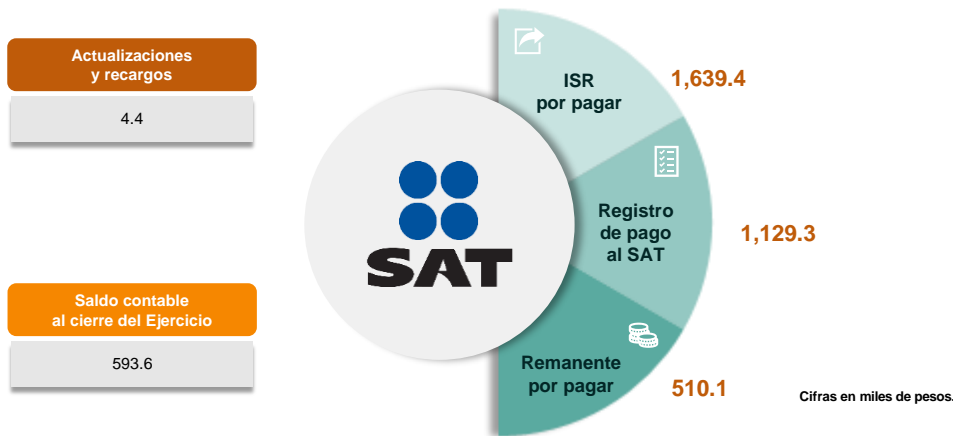 Actualizaciones
y recargos
4.4
Saldo contable
al cierre del Ejercicio
593.6
SAT
ISR
por pagar
1,639.4
Registro
de pago
al SAT
1,129.3
Remanente
por pagar
510.1
Cifras en miles de pesos.